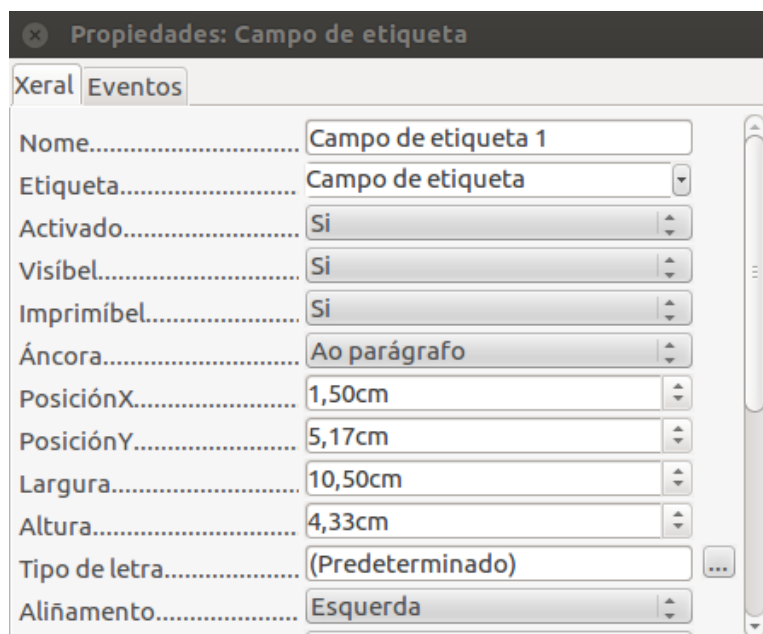 Propiedades: Campo de etiqueta
Xeral Eventos
Nome............................... Campo de etiqueta 1
Etiqueta.......................... Campo de etiqueta
Activado.......................... Si
Visíbel............................. Si
Imprimíbel...................... Si
Áncora............................. Ao parágrafo
PosiciónX........................ 1,50cm
PosiciónY........................ 5,17cm
Largura............................ 10,50cm
Altura.............................. 4,33cm
Tipo de letra.................... (Predeterminado) ...
Aliñamento..................... Esquerda